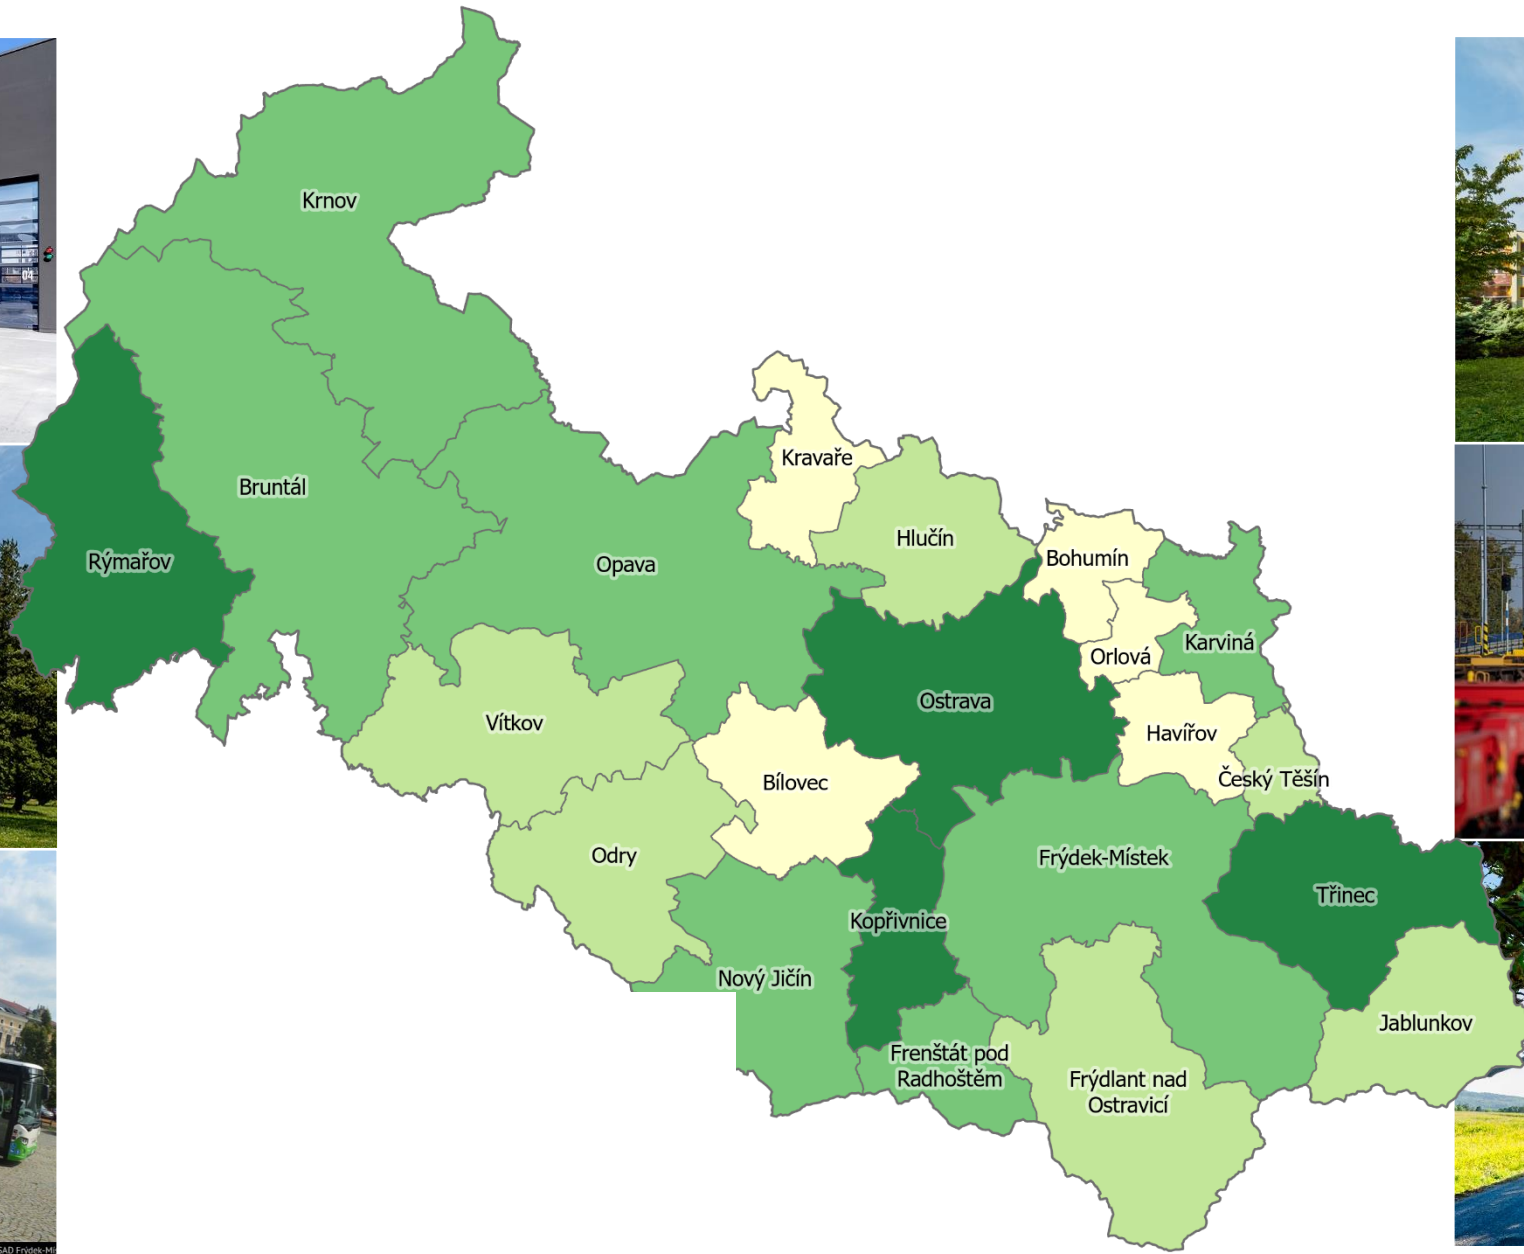 Krnov
04
Kravaře
Bruntál
Hlučín
Bohumín
Rýmařov
Opava
Karviná
Orlová
Ostrava
Vítkov
Havířov
Český Těšín
Bílovec
Odry
Frýdek-Místek
Třinec
Kopřivnice
Nový Jičín
Jablunkov
Frenštát pod
Radhoštěm
Frýdlant nad
Ostravicí